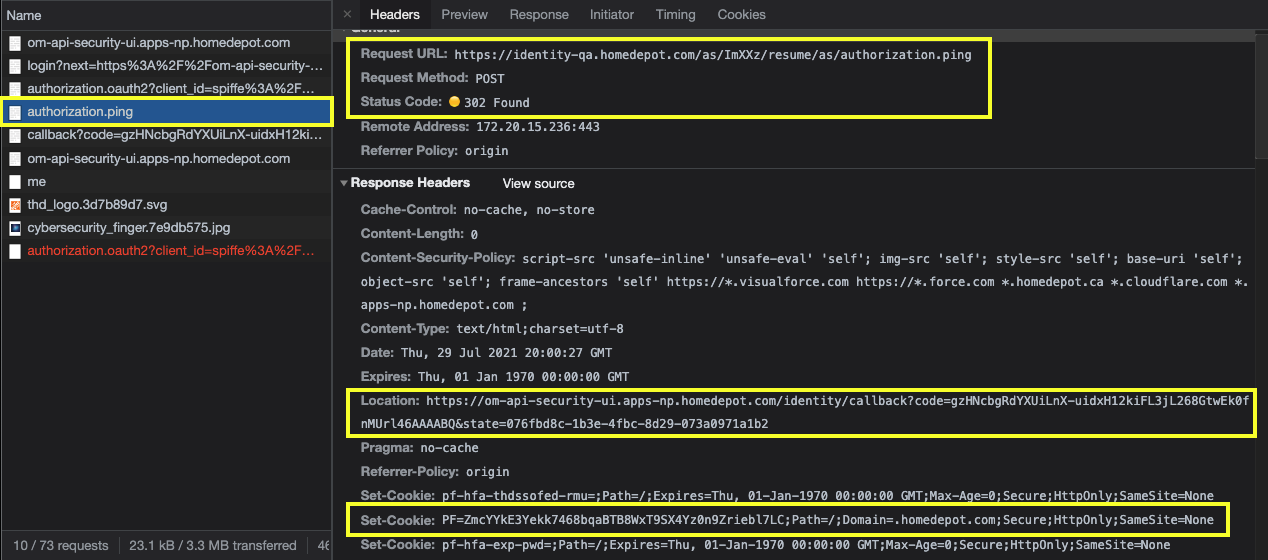 Name
om-api-security-ui.apps-np.homedepot.com
login?next=https%3A%2F%2Fom-api-security-...
authorization.oauth2?client_id=spiffe%3A%2F...
authorization.ping
callback?code=gzHNcbgRdYXUiLnX-uidxH12ki...
om-api-security-ui.apps-np.homedepot.com
me
thd_logo.3d7b89d7.svg
cybersecurity_finger.7e9db575.jpg
authorization.oauth2?client_id=spiffe%3A%2F...
10 / 73 requests 23.1 kB / 3.3 MB transferred 46
× Headers Preview Response Initiator Timing Cookies
General
Request URL: https://identity-qa.homedepot.com/as/ImXXz/resume/as/authorization.ping
Request Method: POST
Status Code: 302 Found
Remote Address: 172.20.15.236:443
Referrer Policy: origin
Response Headers View source
Cache-Control: no-cache, no-store
Content-Length: 0
Content-Security-Policy: script-src 'unsafe-inline' 'unsafe-eval' 'self'; img-src 'self'; style-src 'self'; base-uri 'self';
object-src 'self'; frame-ancestors 'self' https://*.visualforce.com https://*.force.com *.homedepot.ca *.cloudflare.com *.
apps-np.homedepot.com ;
Content-Type: text/html;charset=utf-8
Date: Thu, 29 Jul 2021 20:00:27 GMT
Expires: Thu, 01 Jan 1970 00:00:00 GMT
Location: https://om-api-security-ui.apps-np.homedepot.com/identity/callback?code=gzHNcbgRdYXUiLnX-uidxH12kiFL3jL268GtwEk0f
nMUrl46AAAABQ&state=076fbd8c-1b3e-4fbc-8d29-073a0971a1b2
Pragma: no-cache
Referrer-Policy: origin
Set-Cookie: pf-hfa-thdssofed-rmu=;Path=/;Expires=Thu, 01-Jan-1970 00:00:00 GMT;Max-Age=0;Secure;HttpOnly;SameSite=None
Set-Cookie: PF=ZmcYYkE3Yekk7468bqaBTB8WxT9SX4Yz0n9Zriebl7LC;Path=/;Domain=.homedepot.com;Secure;HttpOnly;SameSite=None
Set-Cookie: pf-hfa-exp-pwd=;Path=/;Expires=Thu, 01-Jan-1970 00:00:00 GMT;Max-Age=0;Secure;HttpOnly;SameSite=None